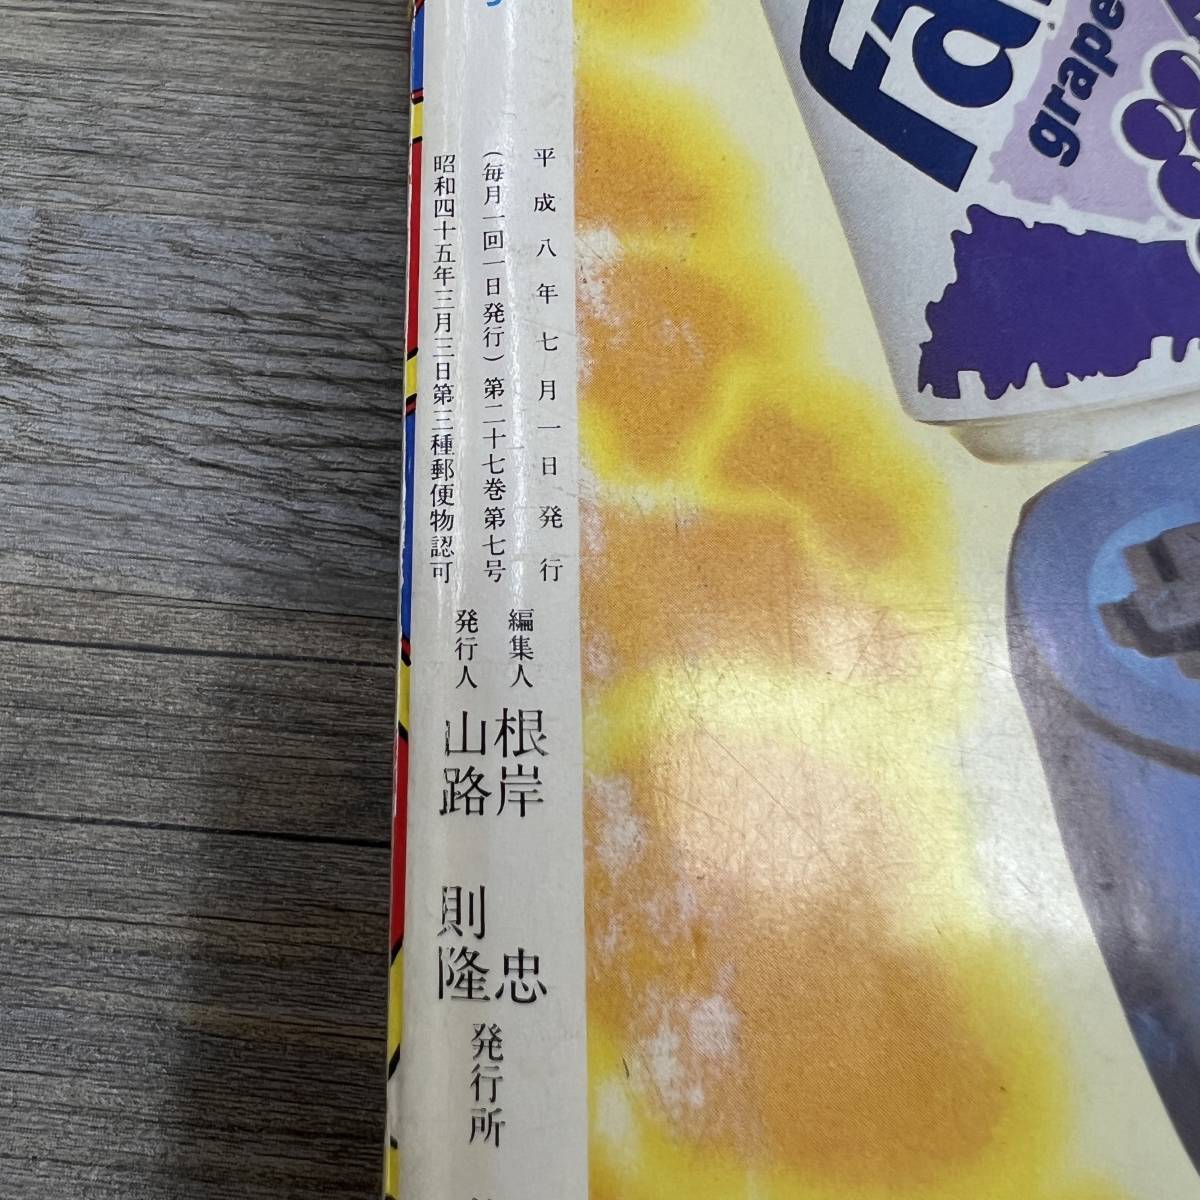 平成八年七月一日発行
(毎月一回一日発行)第二十七巻第七号
昭和四十五年三月三日第三種郵便物認可
編集人 根岸 忠
発行人 山路 則隆
発行所
Fa
grape